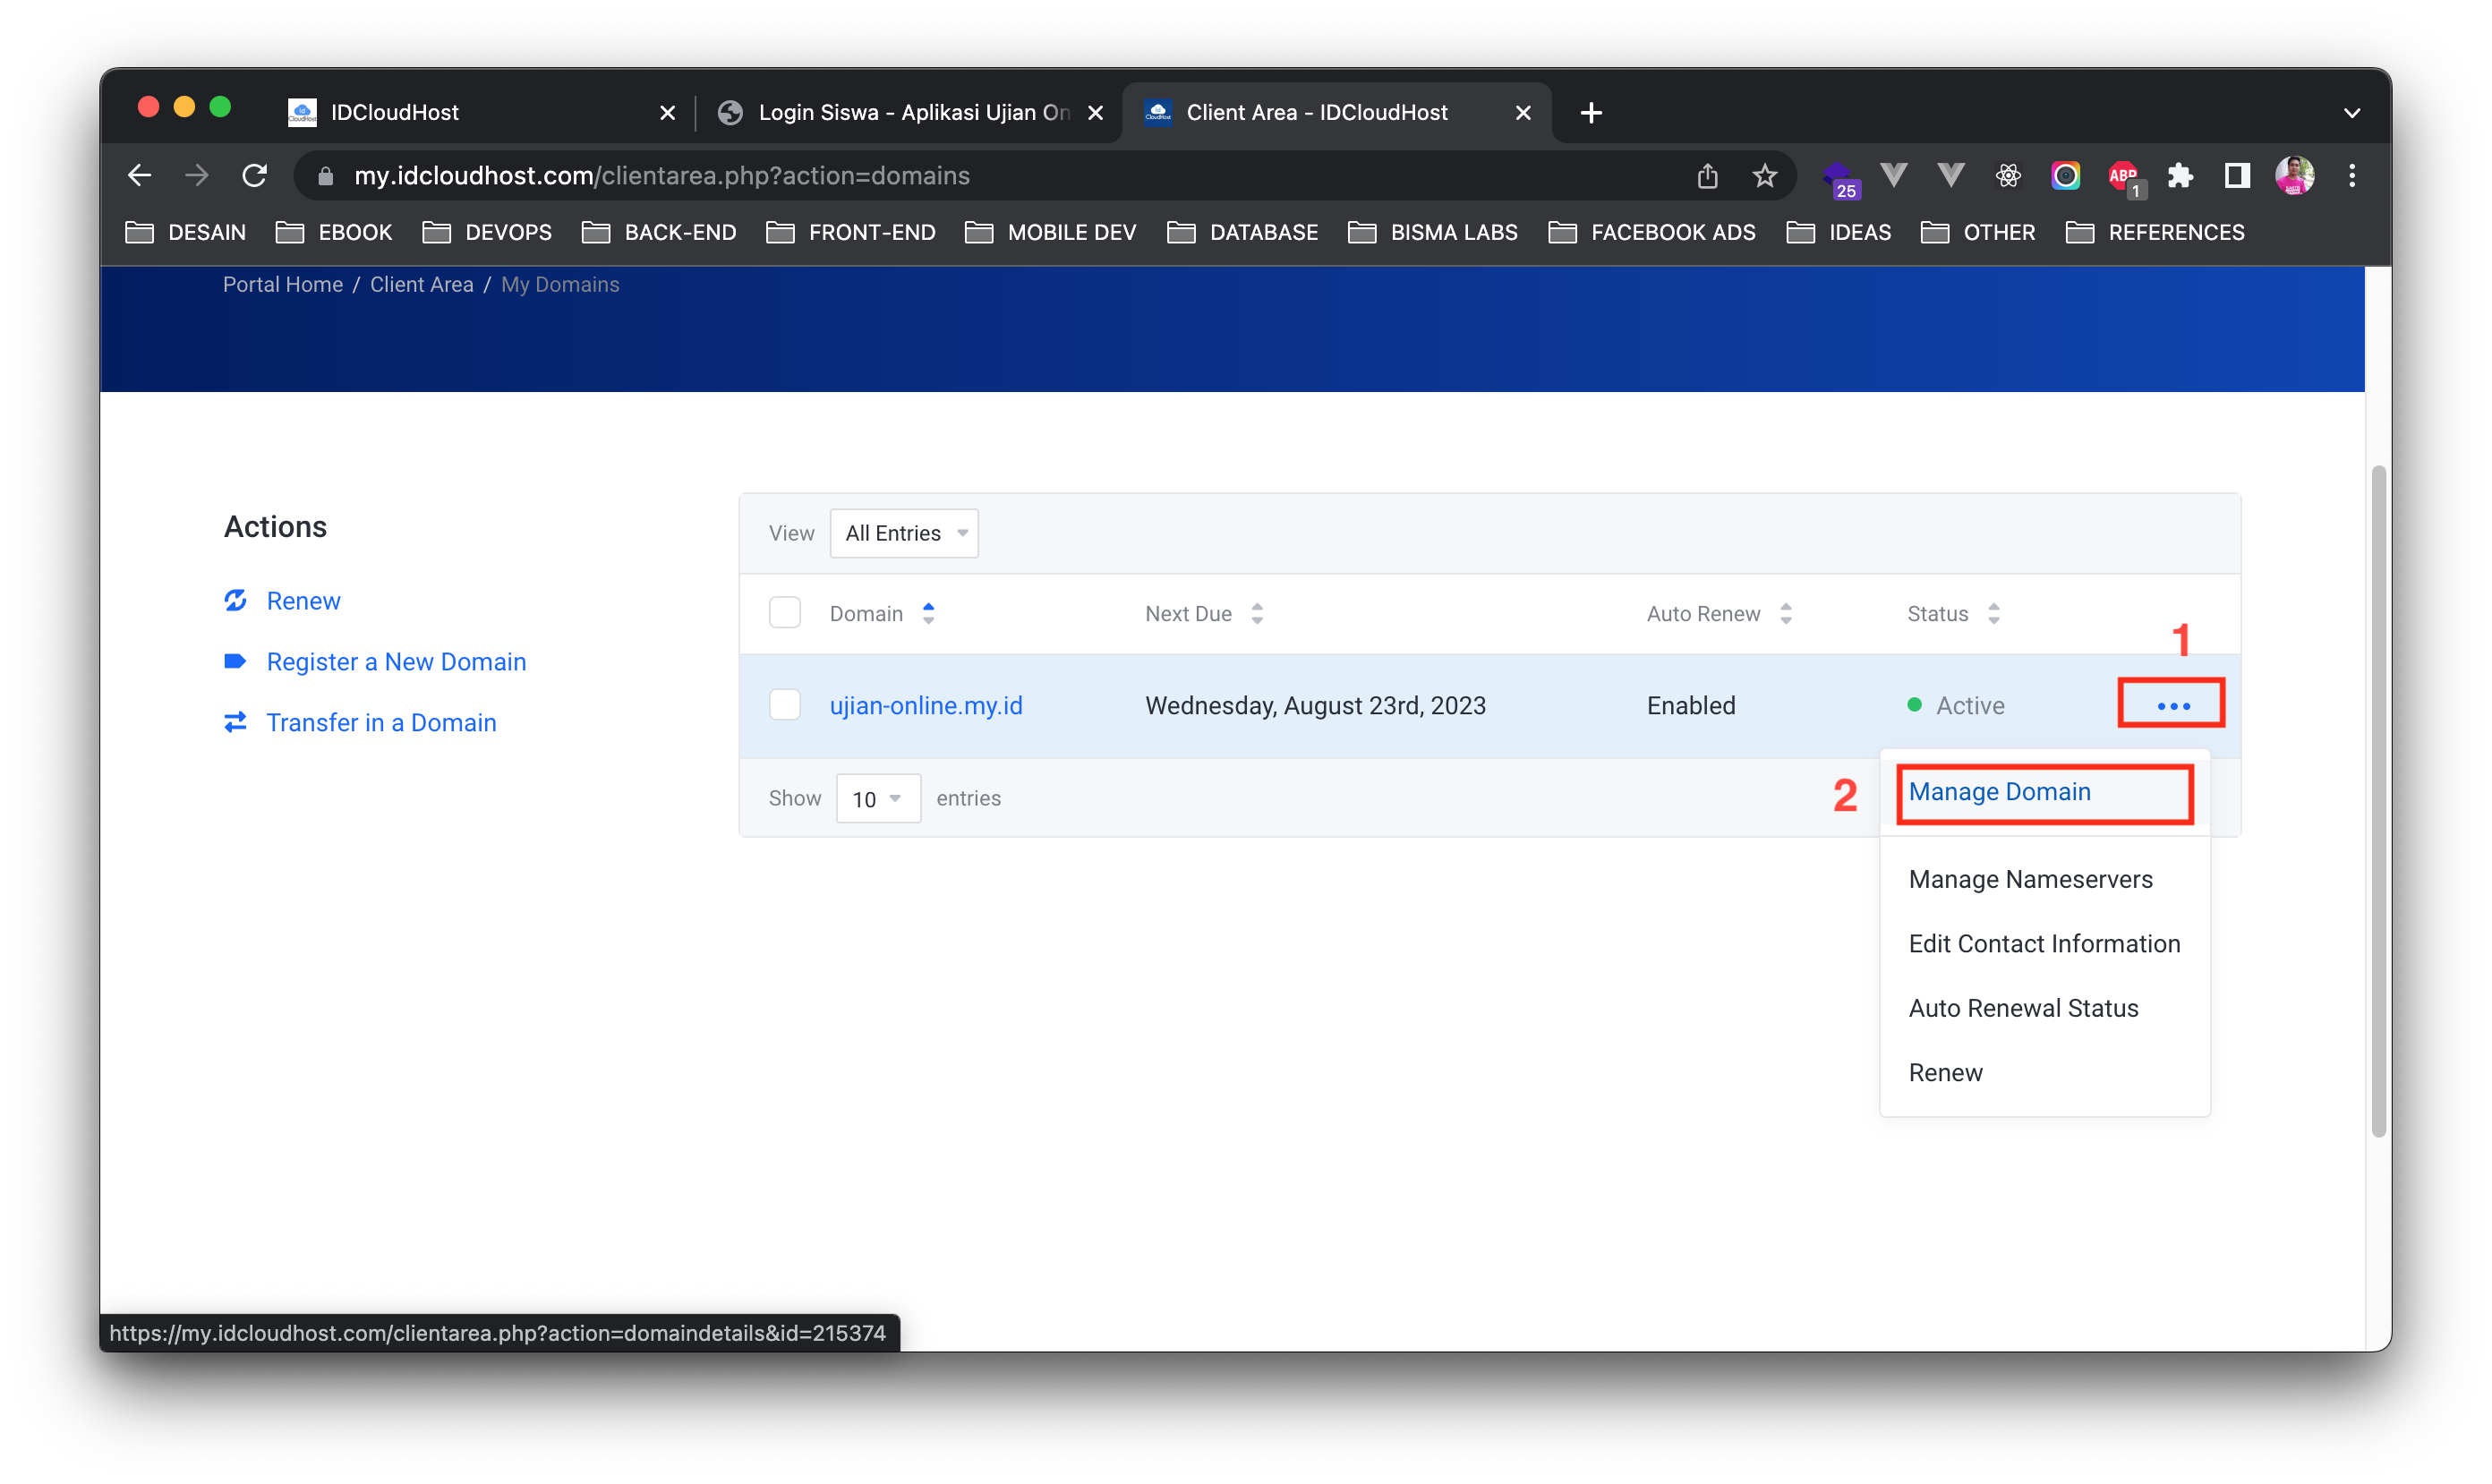 IDCloudHost
Login Siswa - Aplikasi Ujian On
Client Area - IDCloudHost
my.idcloudhost.com/clientarea.php?action=domains
25
ABP
1
DESAIN
EBOOK
DEVOPS
BACK-END
FRONT-END
MOBILE DEV
DATABASE
BISMA LABS
FACEBOOK ADS
IDEAS
OTHER
REFERENCES
Portal Home / Client Area / My Domains
Actions
Renew
Register a New Domain
Transfer in a Domain
View All Entries
Domain Next Due Auto Renew Status
1
ujian-online.my.id Wednesday, August 23rd, 2023 Enabled Active
Show 10 entries
2
Manage Domain
Manage Nameservers
Edit Contact Information
Auto Renewal Status
Renew
https://my.idcloudhost.com/clientarea.php?action=domaindetails&id=215374